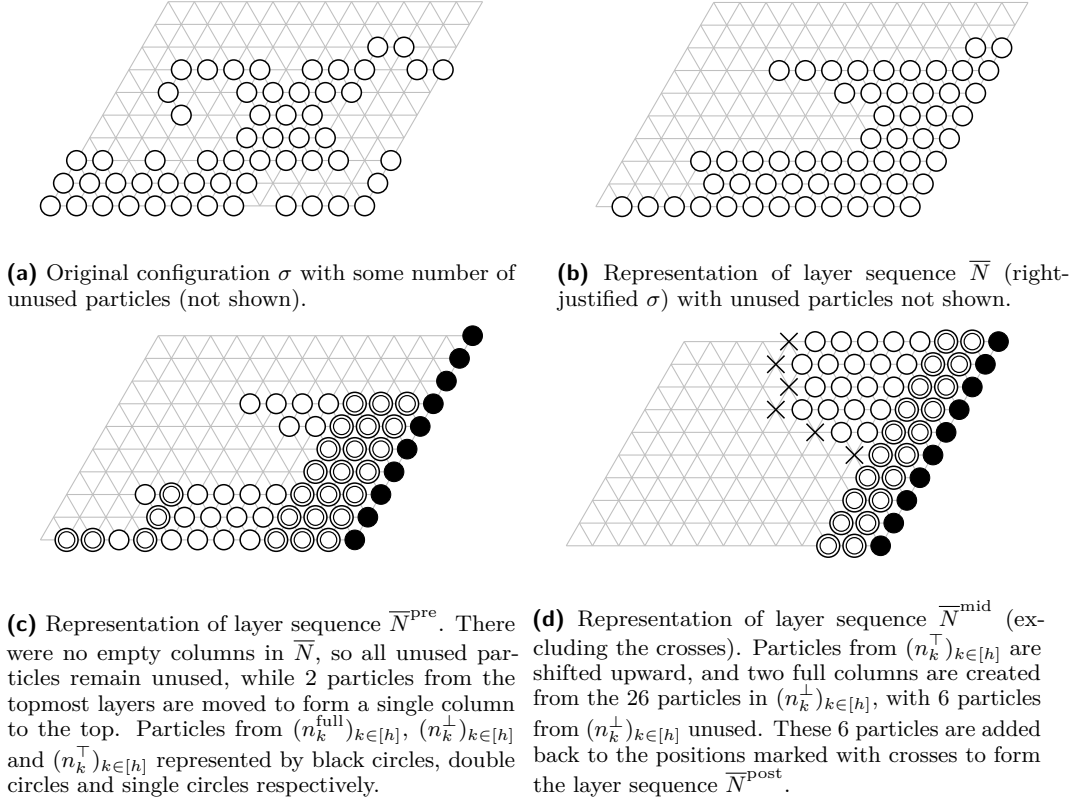 (a) Original configuration σ with some number of
unused particles (not shown).
(b) Representation of layer sequence N̅ (right-
justified σ) with unused particles not shown.
(c) Representation of layer sequence N̅^pre. There
were no empty columns in N̅, so all unused par-
ticles remain unused, while 2 particles from the
topmost layers are moved to form a single column
to the top. Particles from (n_k^full)_{k∈[h]}, (n_k^⊥)_{k∈[h]}
and (n_k^⊤)_{k∈[h]} represented by black circles, double
circles and single circles respectively.
(d) Representation of layer sequence N̅^mid (ex-
cluding the crosses). Particles from (n_k^⊤)_{k∈[h]} are
shifted upward, and two full columns are created
from the 26 particles in (n_k^⊥)_{k∈[h]}, with 6 particles
from (n_k^⊥)_{k∈[h]} unused. These 6 particles are added
back to the positions marked with crosses to form
the layer sequence N̅^post.